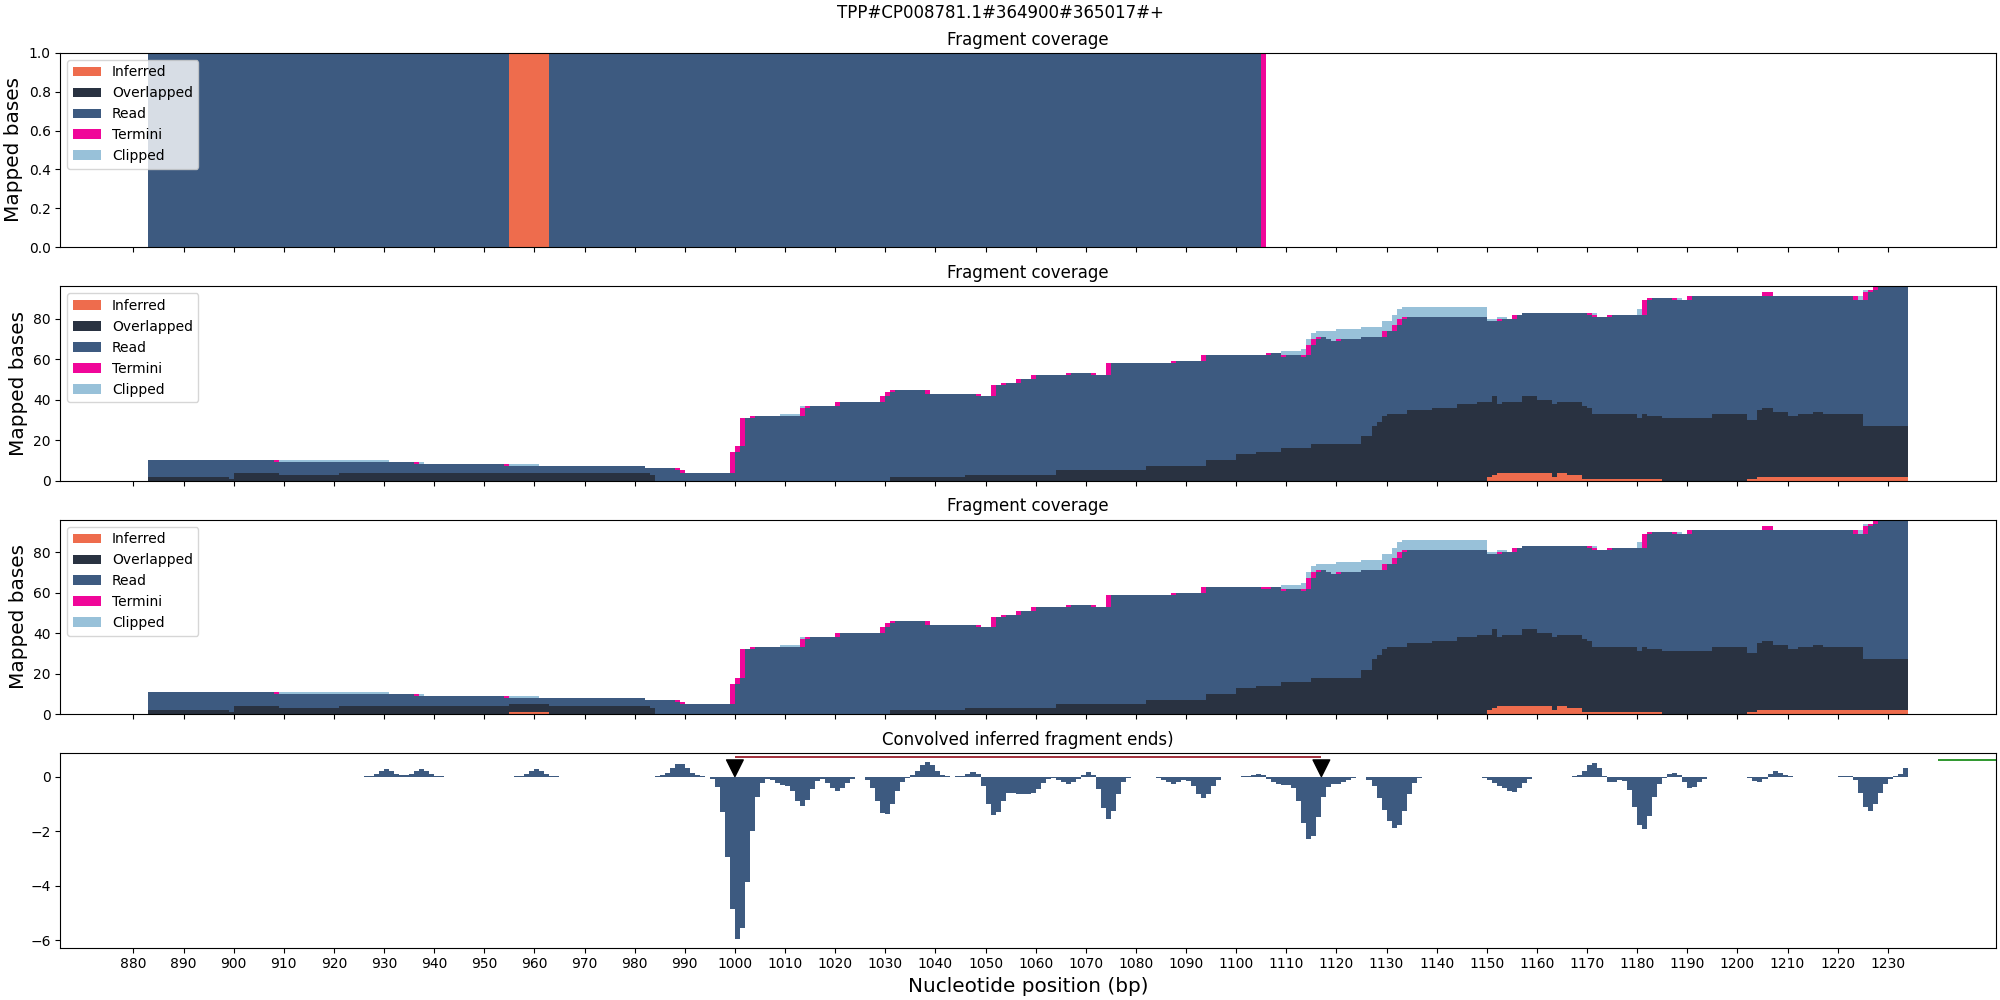 TPP#CP008781.1#364900#365017#+
Fragment coverage
Mapped bases
1.0
0.8
0.6
0.4
0.2
0.0
Inferred
Overlapped
Read
Termini
Clipped
Fragment coverage
Mapped bases
80
60
40
20
0
Inferred
Overlapped
Read
Termini
Clipped
Fragment coverage
Mapped bases
80
60
40
20
0
Inferred
Overlapped
Read
Termini
Clipped
Convolved inferred fragment ends)
0
−2
−4
−6
880 890 900 910 920 930 940 950 960 970 980 990 1000 1010 1020 1030 1040 1050 1060 1070 1080 1090 1100 1110 1120 1130 1140 1150 1160 1170 1180 1190 1200 1210 1220 1230
Nucleotide position (bp)